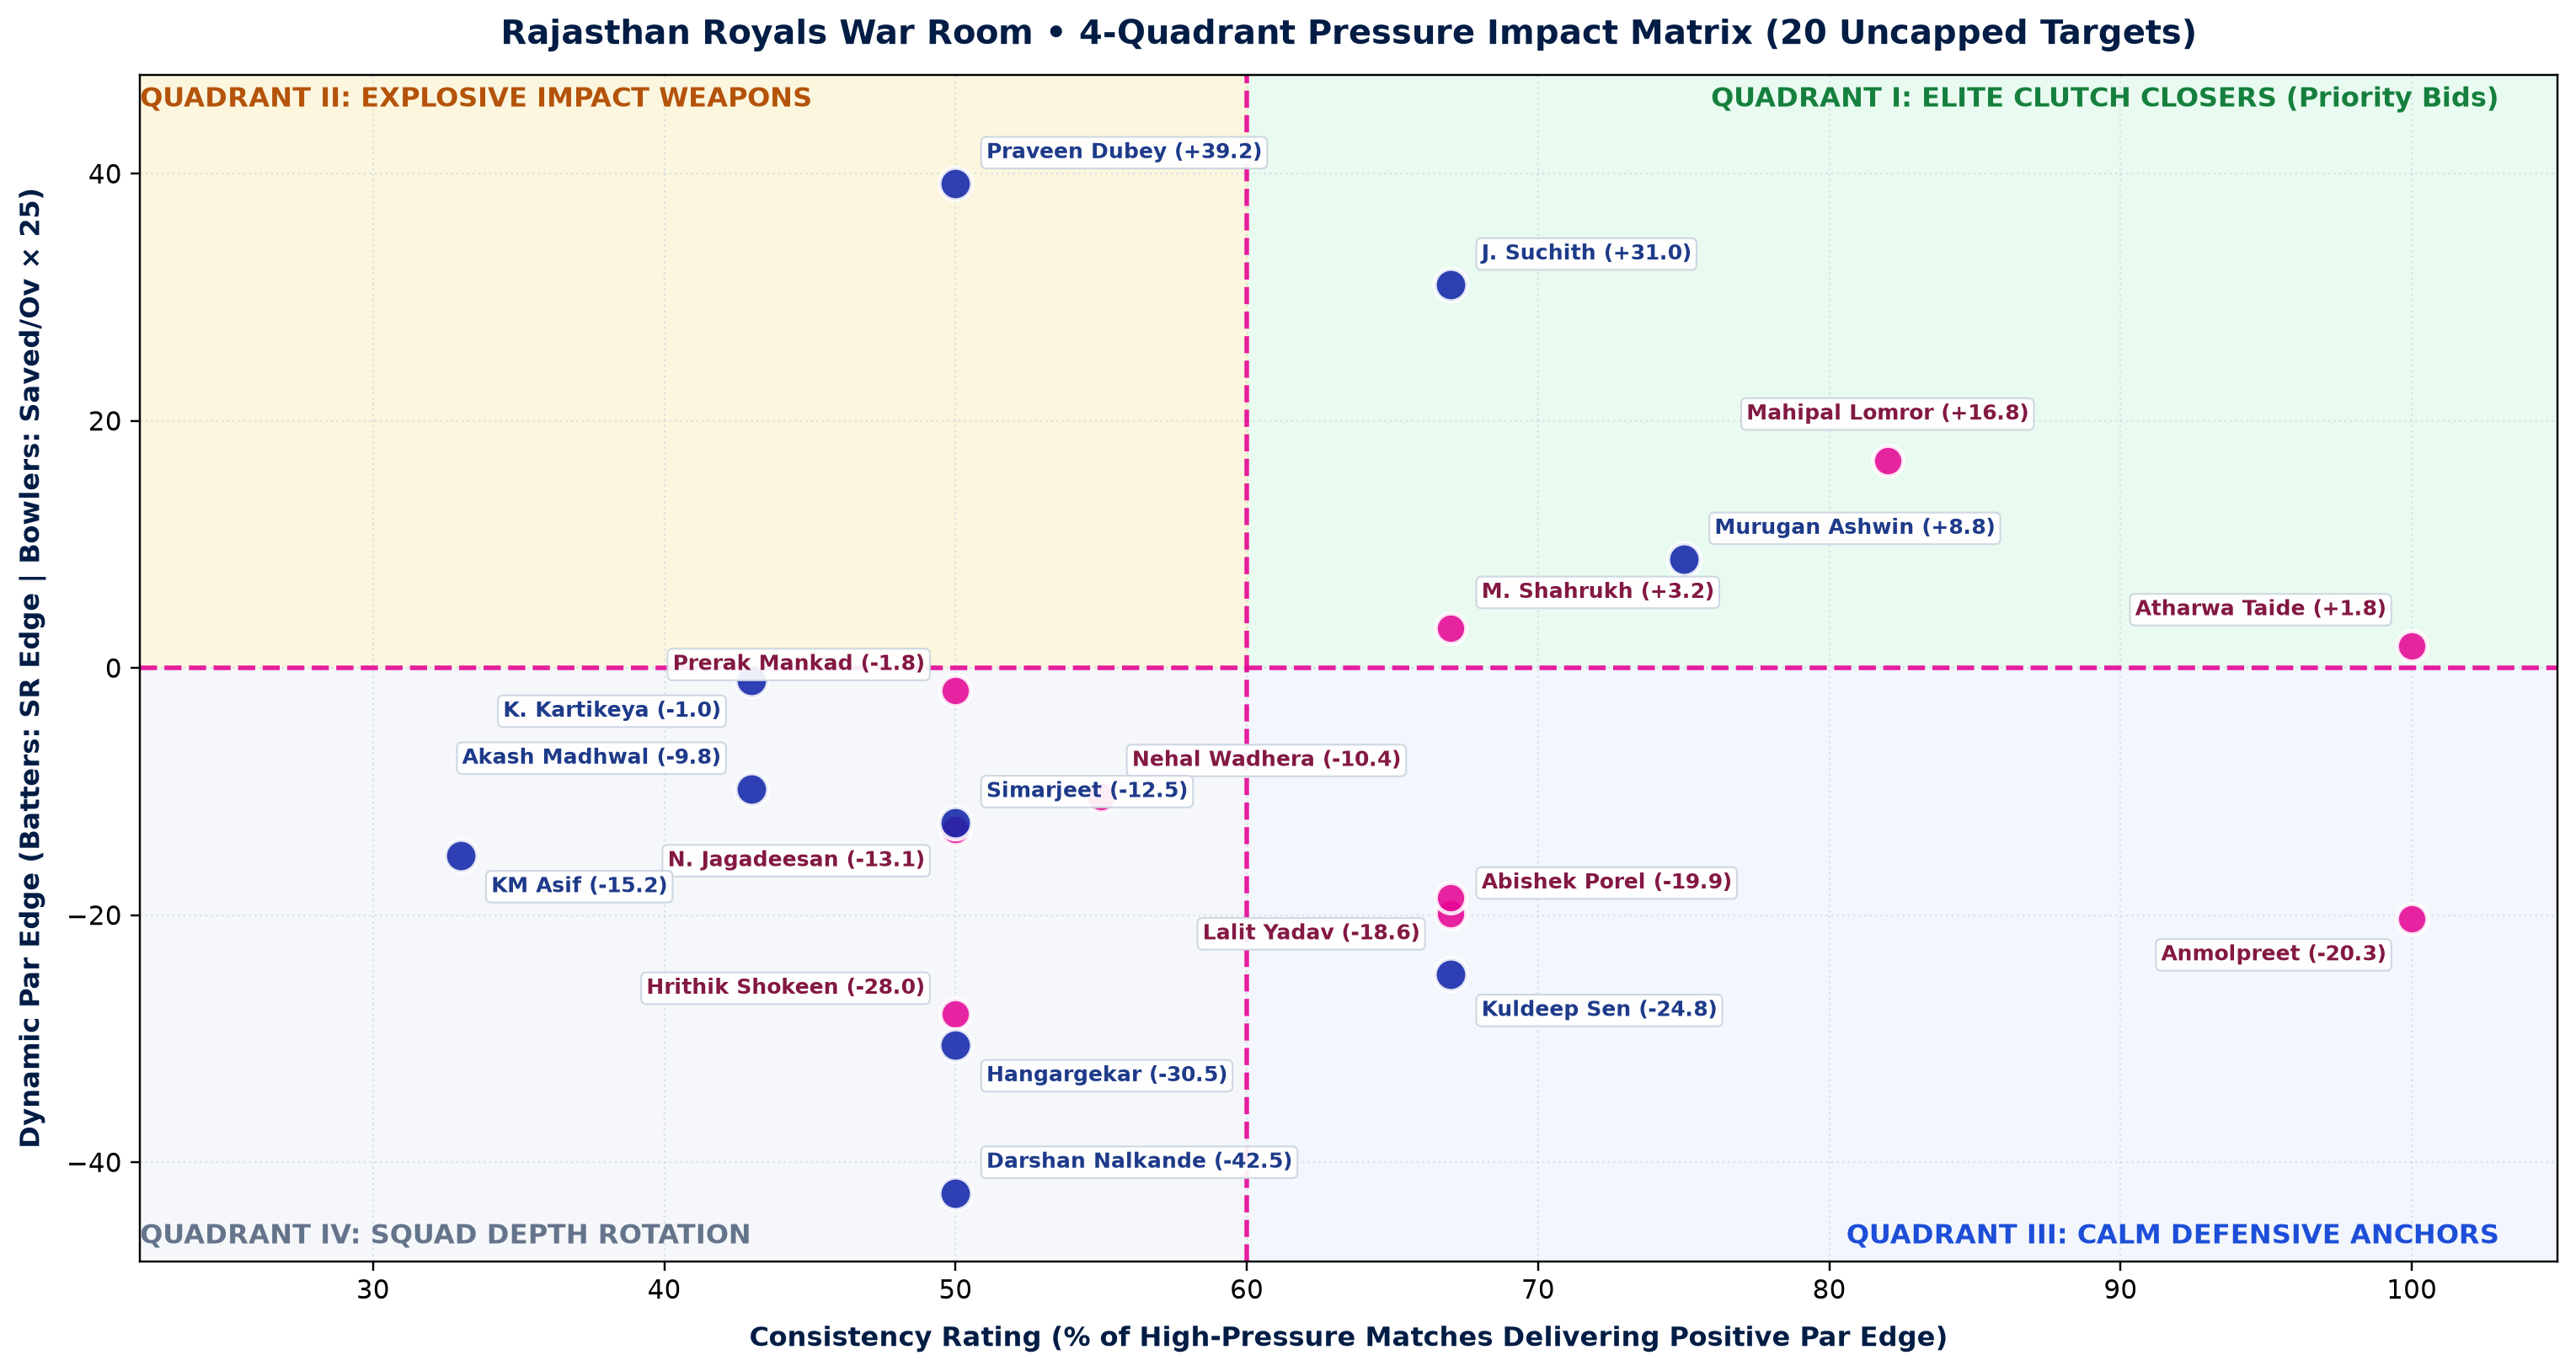 Rajasthan Royals War Room • 4-Quadrant Pressure Impact Matrix (20 Uncapped Targets)
QUADRANT II: EXPLOSIVE IMPACT WEAPONS
QUADRANT I: ELITE CLUTCH CLOSERS (Priority Bids)
Praveen Dubey (+39.2)
J. Suchith (+31.0)
Mahipal Lomror (+16.8)
Murugan Ashwin (+8.8)
M. Shahrukh (+3.2)
Atharwa Taide (+1.8)
Prerak Mankad (-1.8)
K. Kartikeya (-1.0)
Akash Madhwal (-9.8)
Nehal Wadhera (-10.4)
Simarjeet (-12.5)
N. Jagadeesan (-13.1)
KM Asif (-15.2)
Abishek Porel (-19.9)
Lalit Yadav (-18.6)
Anmolpreet (-20.3)
Hrithik Shokeen (-28.0)
Kuldeep Sen (-24.8)
Hangargekar (-30.5)
Darshan Nalkande (-42.5)
QUADRANT IV: SQUAD DEPTH ROTATION
QUADRANT III: CALM DEFENSIVE ANCHORS
40
20
0
−20
−40
30
40
50
60
70
80
90
100
Dynamic Par Edge (Batters: SR Edge | Bowlers: Saved/Ov × 25)
Consistency Rating (% of High-Pressure Matches Delivering Positive Par Edge)